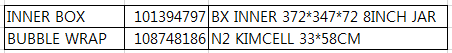 INNER BOX 101394797 BX INNER 372*347*72 8INCH JAR
BUBBLE WRAP 108748186 N2 KIMCELL 33*58CM